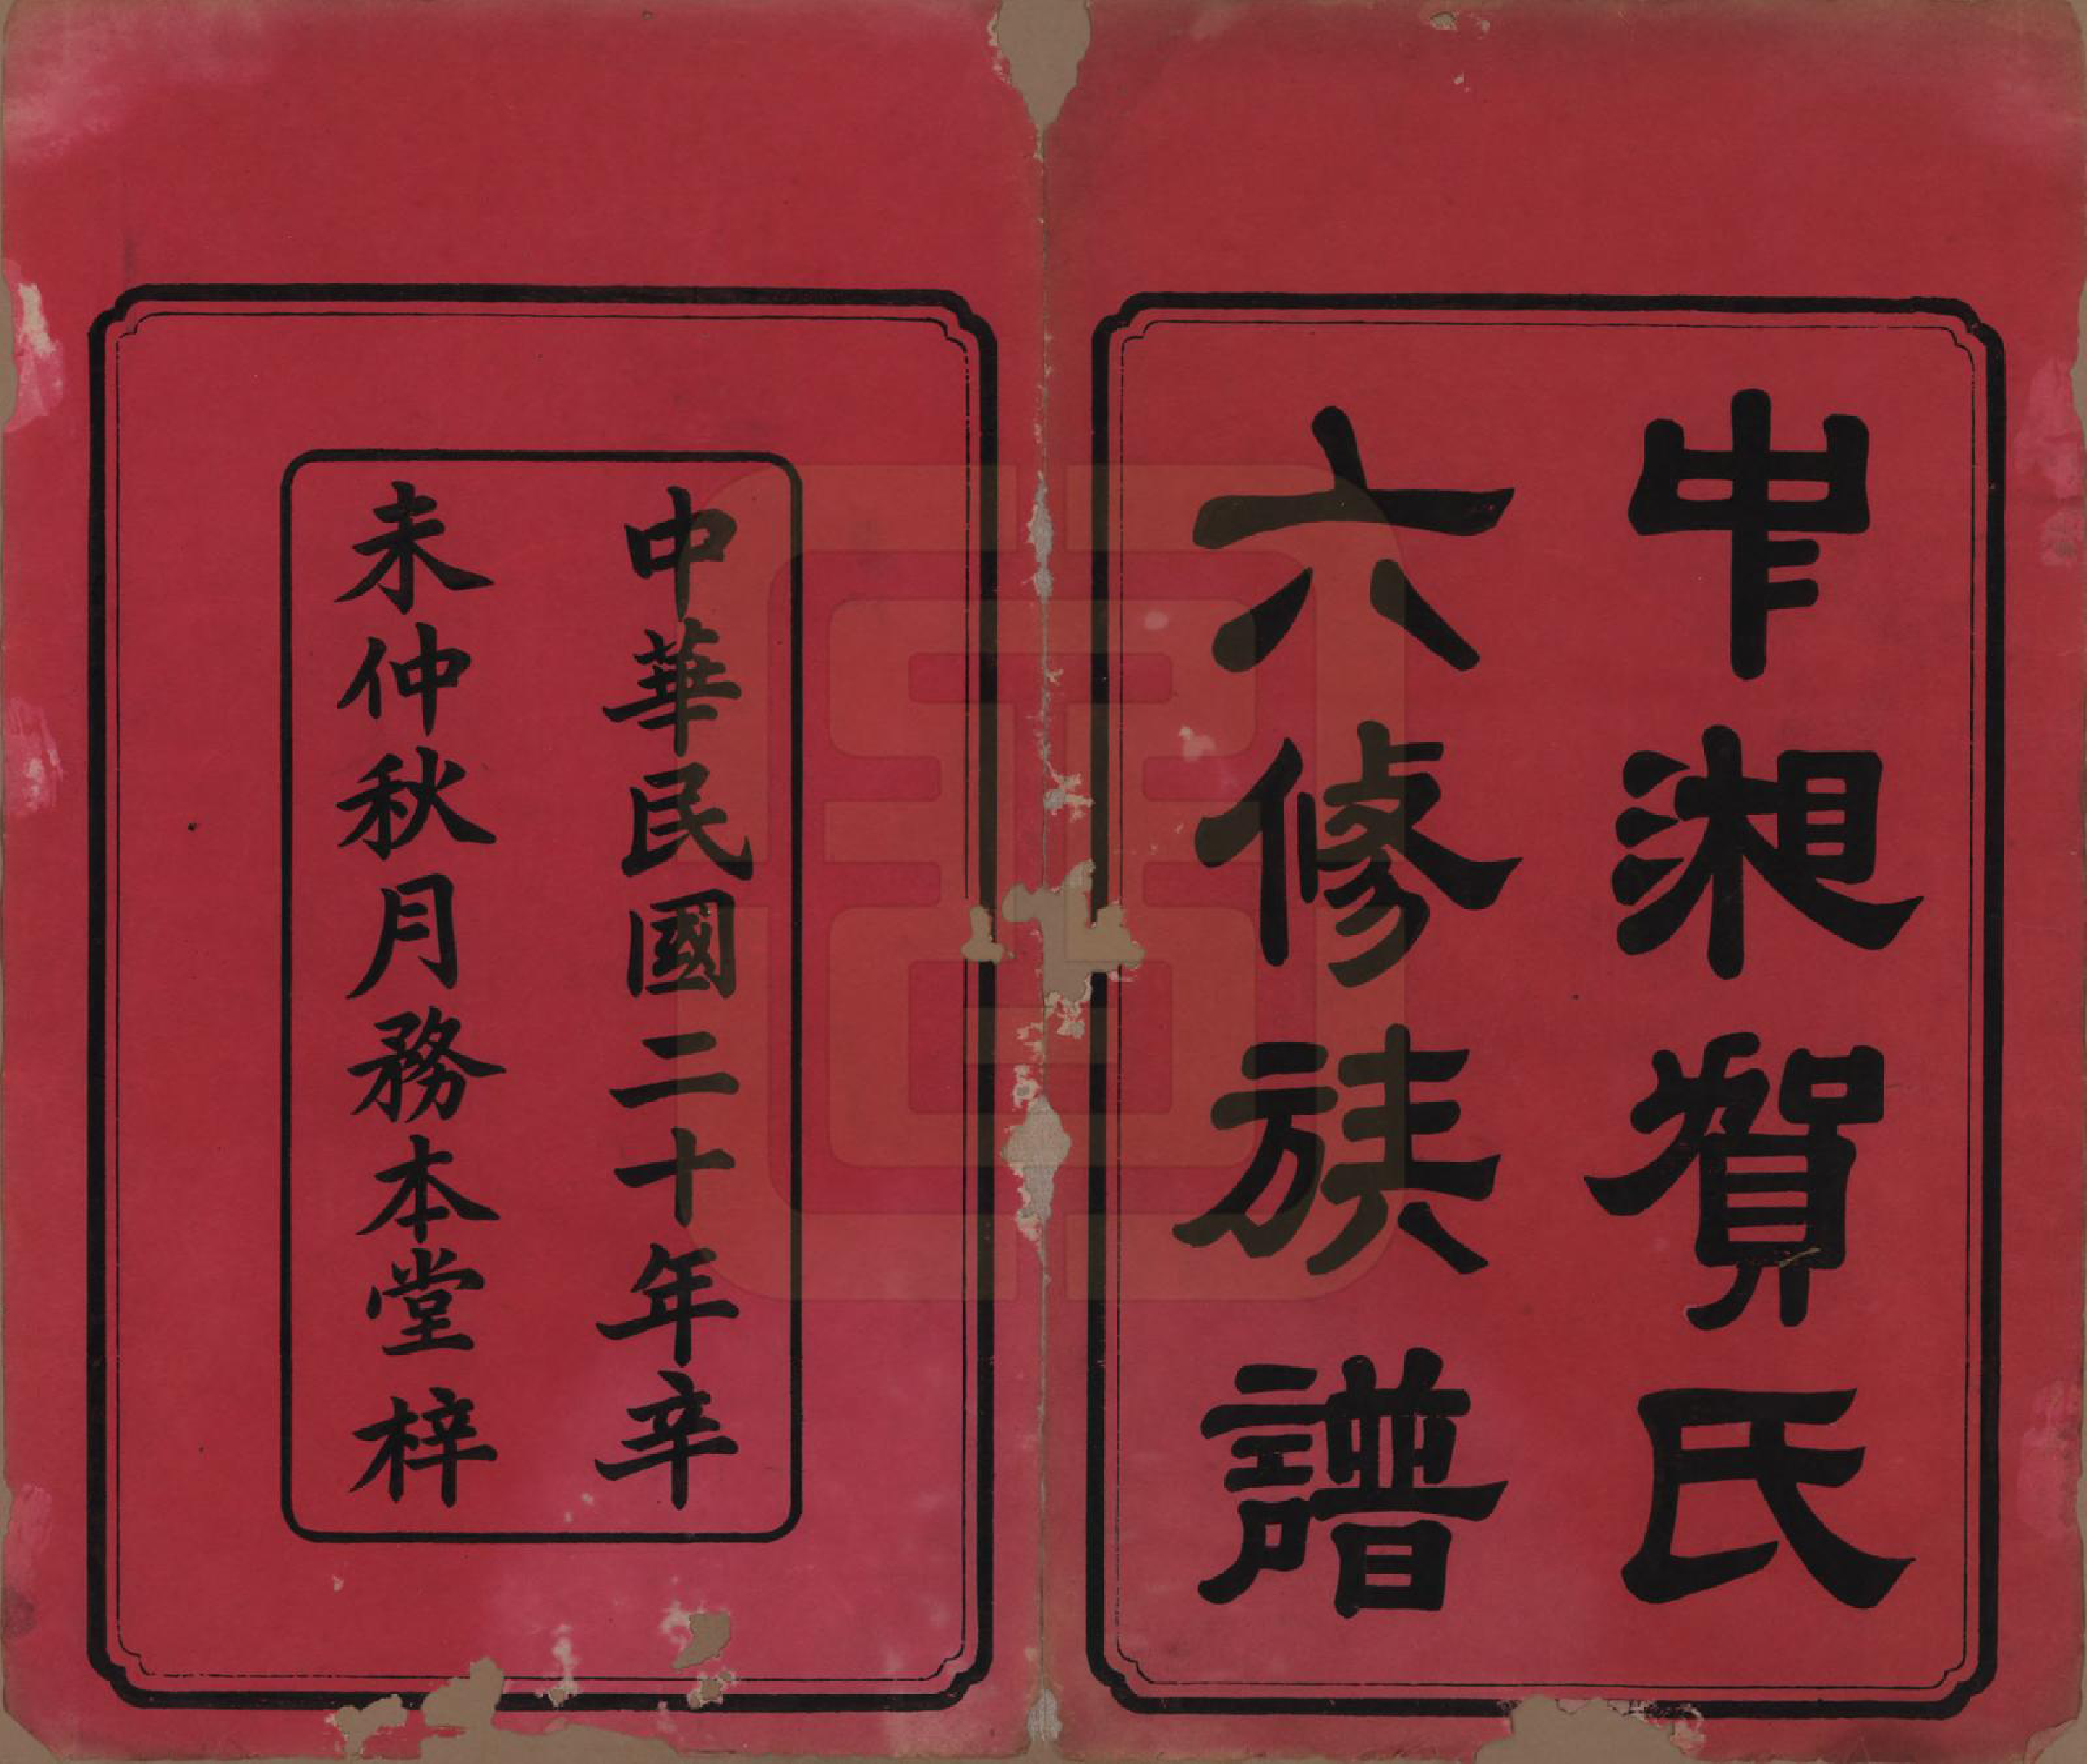 中湘賀氏
六修族譜
中華民國二十年辛
未仲秋月務本堂梓